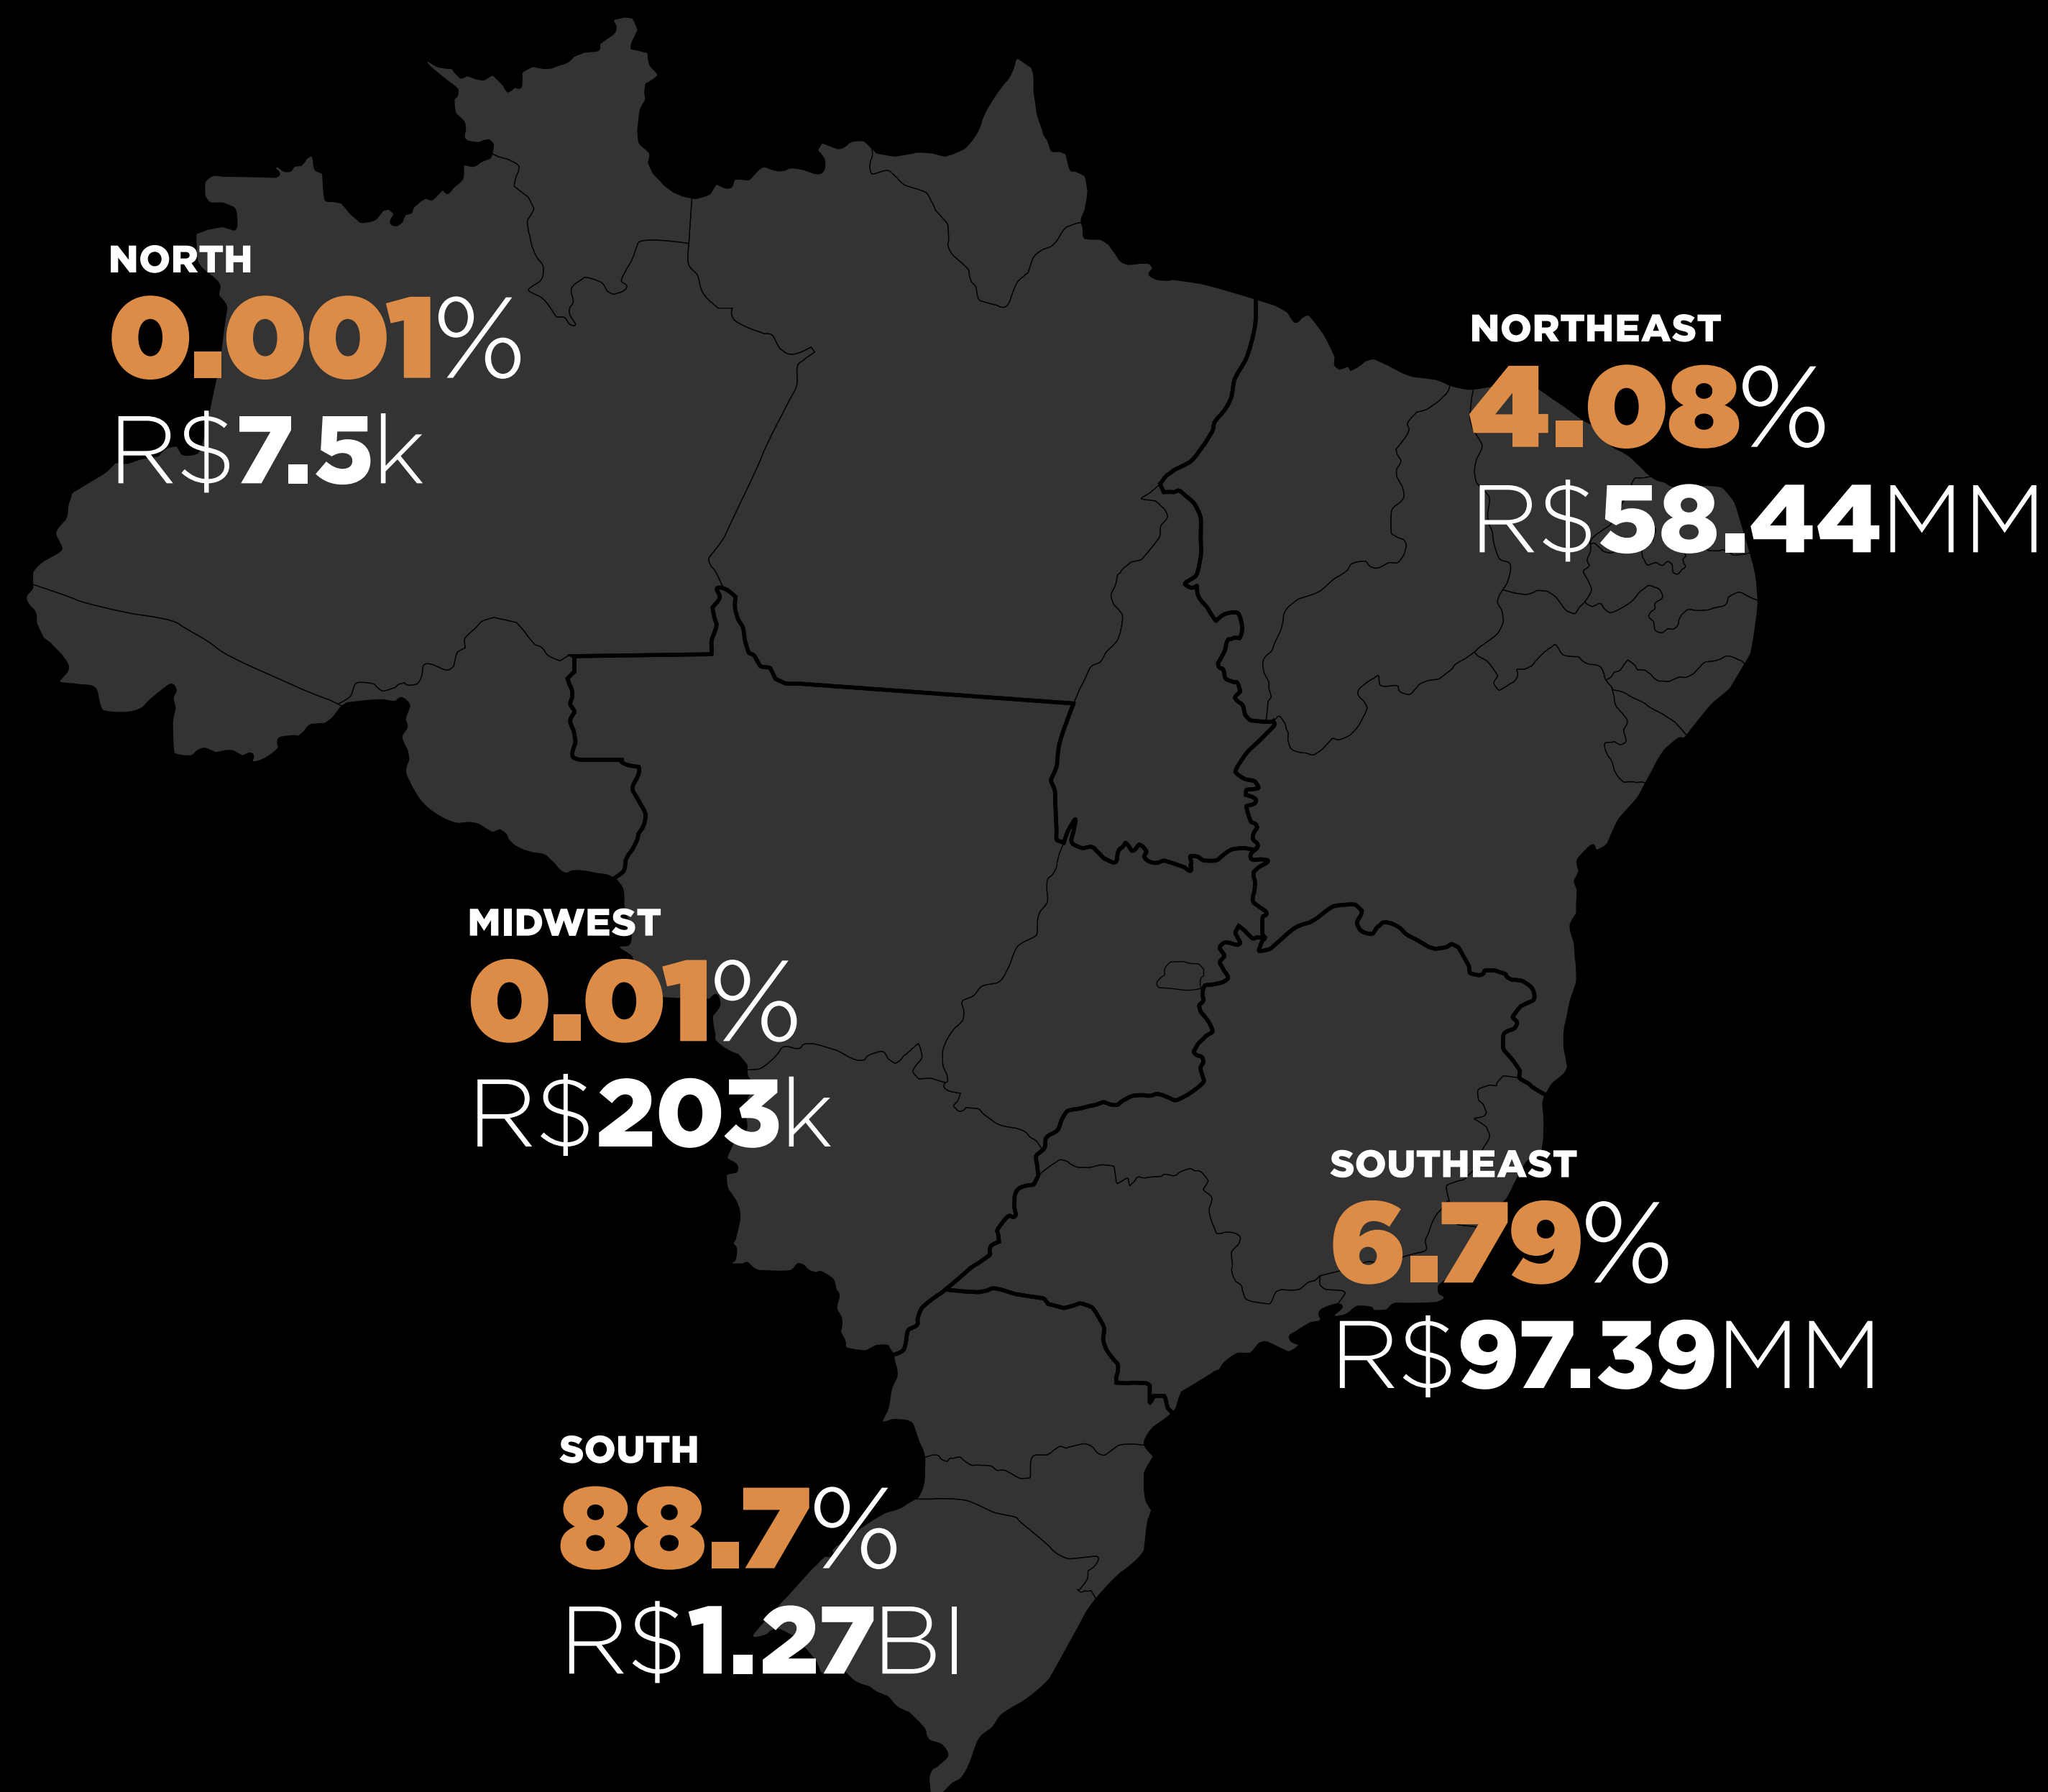 NORTH
0.001%
R$7.5k
NORTHEAST
4.08%
R$58.44MM
MIDWEST
0.01%
R$203k
SOUTHEAST
6.79%
R$97.39MM
SOUTH
88.7%
R$1.27BI